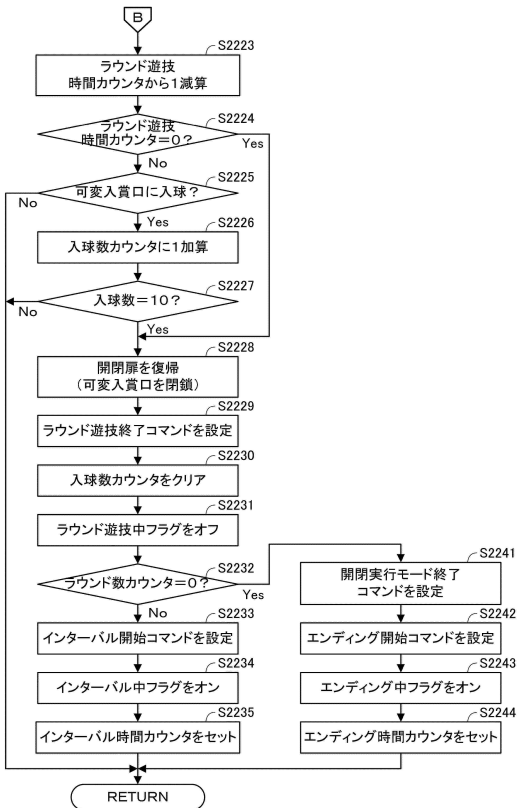 B
S2223
ラウンド遊技
時間カウンタから1減算
S2224
ラウンド遊技
時間カウンタ=0?
Yes
No
S2225
可変入賞口に入球?
No
Yes
S2226
入球数カウンタに1加算
S2227
入球数=10?
No
Yes
S2228
開閉扉を復帰
(可変入賞口を閉鎖)
S2229
ラウンド遊技終了コマンドを設定
S2230
入球数カウンタをクリア
S2231
ラウンド遊技中フラグをオフ
S2232
ラウンド数カウンタ=0?
Yes
No
S2233
インターバル開始コマンドを設定
S2234
インターバル中フラグをオン
S2235
インターバル時間カウンタをセット
S2241
開閉実行モード終了
コマンドを設定
S2242
エンディング開始コマンドを設定
S2243
エンディング中フラグをオン
S2244
エンディング時間カウンタをセット
RETURN